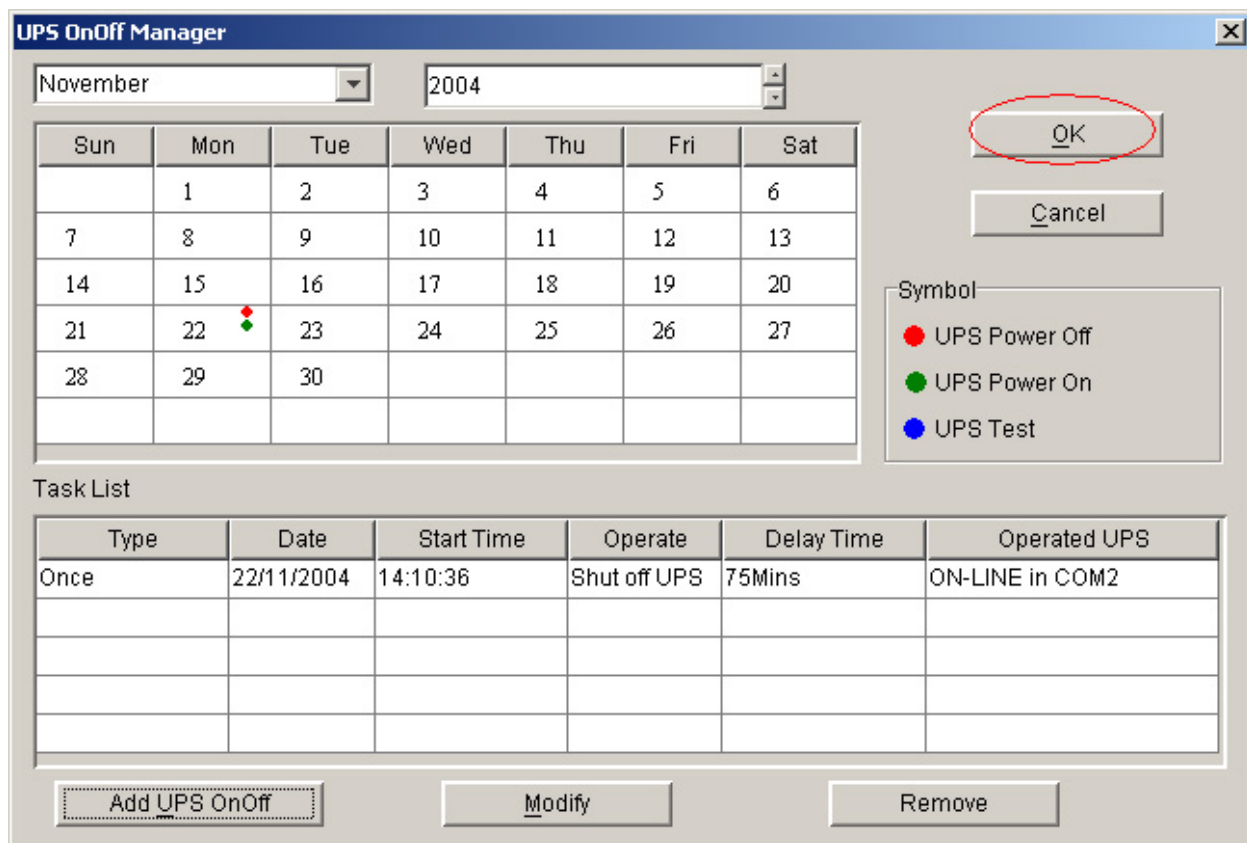 UPS OnOff Manager
November 2004
OK
Sun Mon Tue Wed Thu Fri Sat
1 2 3 4 5 6
Cancel
7 8 9 10 11 12 13
14 15 16 17 18 19 20
Symbol
21 22 23 24 25 26 27
UPS Power Off
28 29 30
UPS Power On
UPS Test
Task List
Type Date Start Time Operate Delay Time Operated UPS
Once 22/11/2004 14:10:36 Shut off UPS 75Mins ON-LINE in COM2
Add UPS OnOff Modify Remove